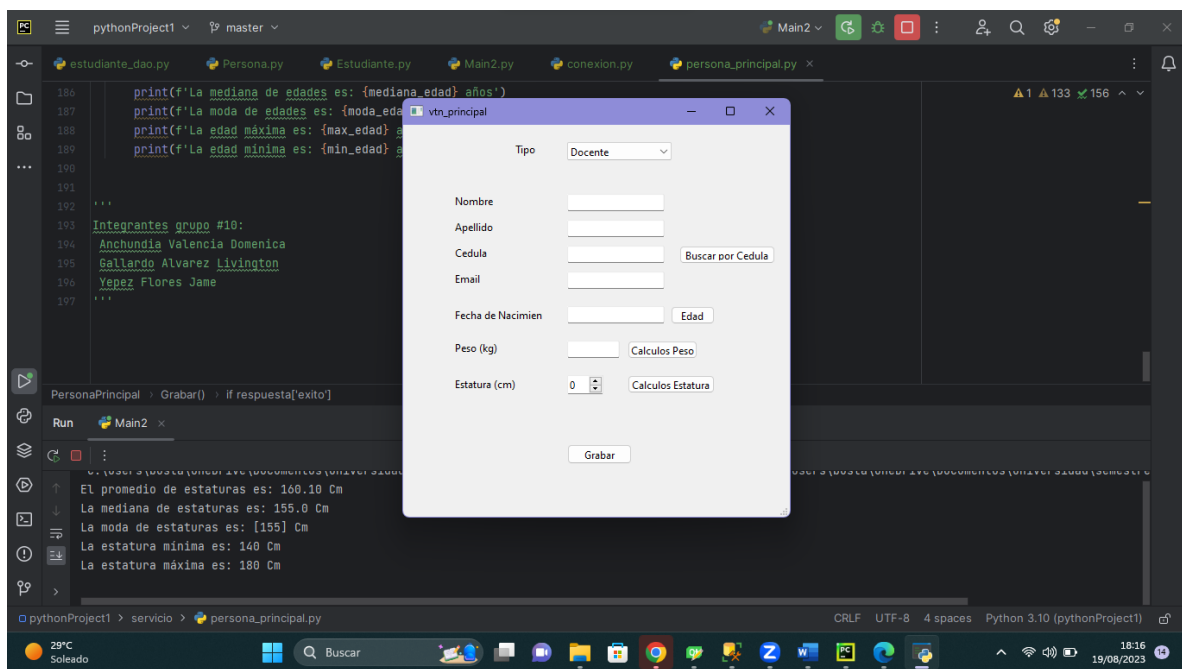 PC pythonProject1 master Main2
estudiante_dao.py Persona.py Estudiante.py Main2.py conexion.py persona_principal.py
186 print(f'La mediana de edades es: {mediana_edad} años')
1 133 156
187 print(f'La moda de edades es: {moda_eda
188 print(f'La edad máxima es: {max_edad} a
189 print(f'La edad mínima es: {min_edad} a
190
191
192 '''
193 Integrantes grupo #10:
194 Anchundia Valencia Domenica
195 Gallardo Alvarez Livington
196 Yepez Flores Jame
197 '''
PersonaPrincipal > Grabar() > if respuesta['exito']
vtn_principal
Tipo Docente
Nombre
Apellido
Cedula Buscar por Cedula
Email
Fecha de Nacimien Edad
Peso (kg) Calculos Peso
Estatura (cm) 0 Calculos Estatura
Grabar
Run Main2
El promedio de estaturas es: 160.10 Cm
La mediana de estaturas es: 155.0 Cm
La moda de estaturas es: [155] Cm
La estatura mínima es: 140 Cm
La estatura máxima es: 180 Cm
pythonProject1 > servicio > persona_principal.py CRLF UTF-8 4 spaces Python 3.10 (pythonProject1)
29°C
Soleado
Buscar
18:16
19/08/2023
14